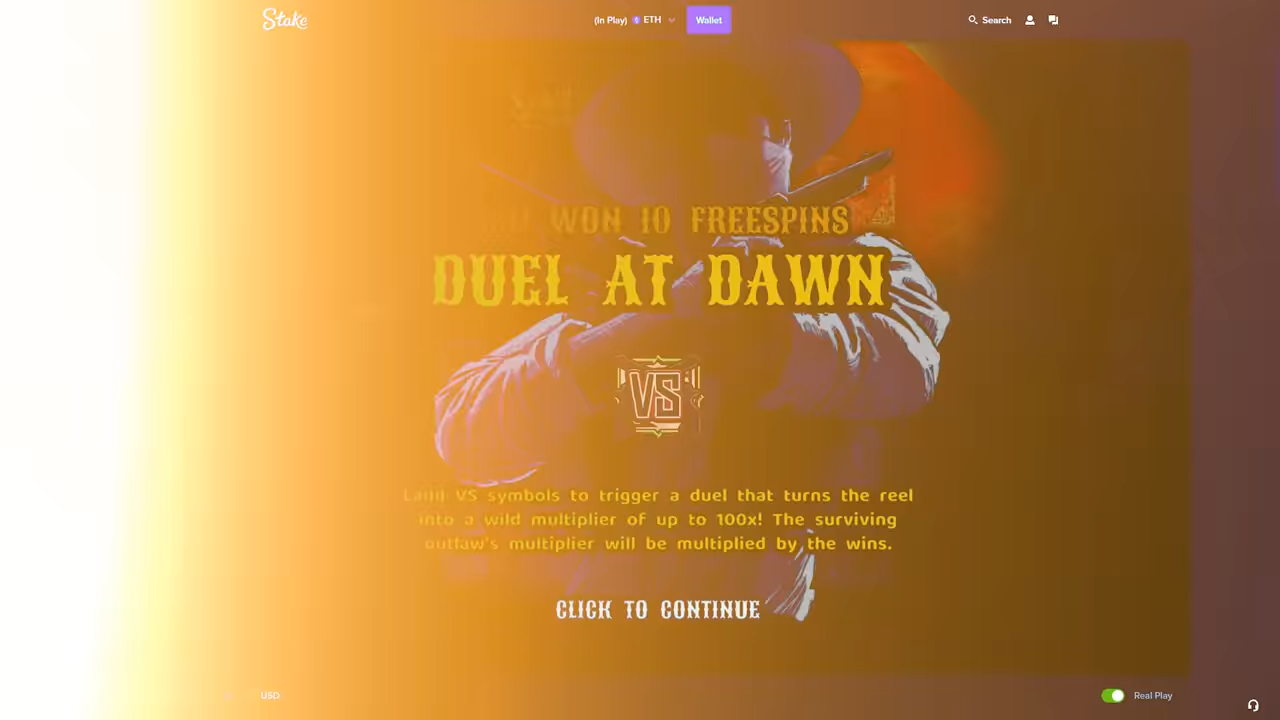 Stake
(In Play) ETH
Wallet
Search
WON 10 FREESPINS
DUEL AT DAWN
VS
Land VS symbols to trigger a duel that turns the reel
into a wild multiplier of up to 100x! The surviving
outlaw's multiplier will be multiplied by the wins.
CLICK TO CONTINUE
USD
Real Play